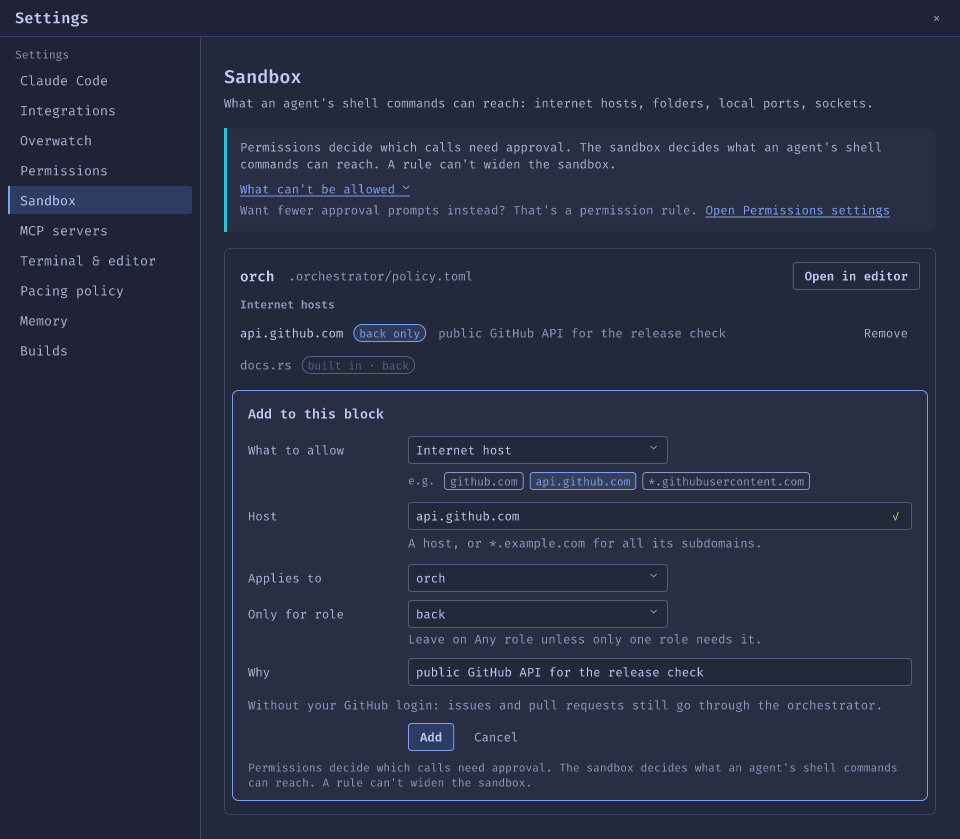 Settings ×
Settings
Claude Code
Integrations
Overwatch
Permissions
Sandbox
MCP servers
Terminal & editor
Pacing policy
Memory
Builds
Sandbox
What an agent's shell commands can reach: internet hosts, folders, local ports, sockets.
Permissions decide which calls need approval. The sandbox decides what an agent's shell
commands can reach. A rule can't widen the sandbox.
What can't be allowed
Want fewer approval prompts instead? That's a permission rule. Open Permissions settings
orch .orchestrator/policy.toml Open in editor
Internet hosts
api.github.com back only public GitHub API for the release check Remove
docs.rs built in · back
Add to this block
What to allow Internet host
e.g. github.com api.github.com *.githubusercontent.com
Host api.github.com √
A host, or *.example.com for all its subdomains.
Applies to orch
Only for role back
Leave on Any role unless only one role needs it.
Why public GitHub API for the release check
Without your GitHub login: issues and pull requests still go through the orchestrator.
Add Cancel
Permissions decide which calls need approval. The sandbox decides what an agent's shell commands
can reach. A rule can't widen the sandbox.